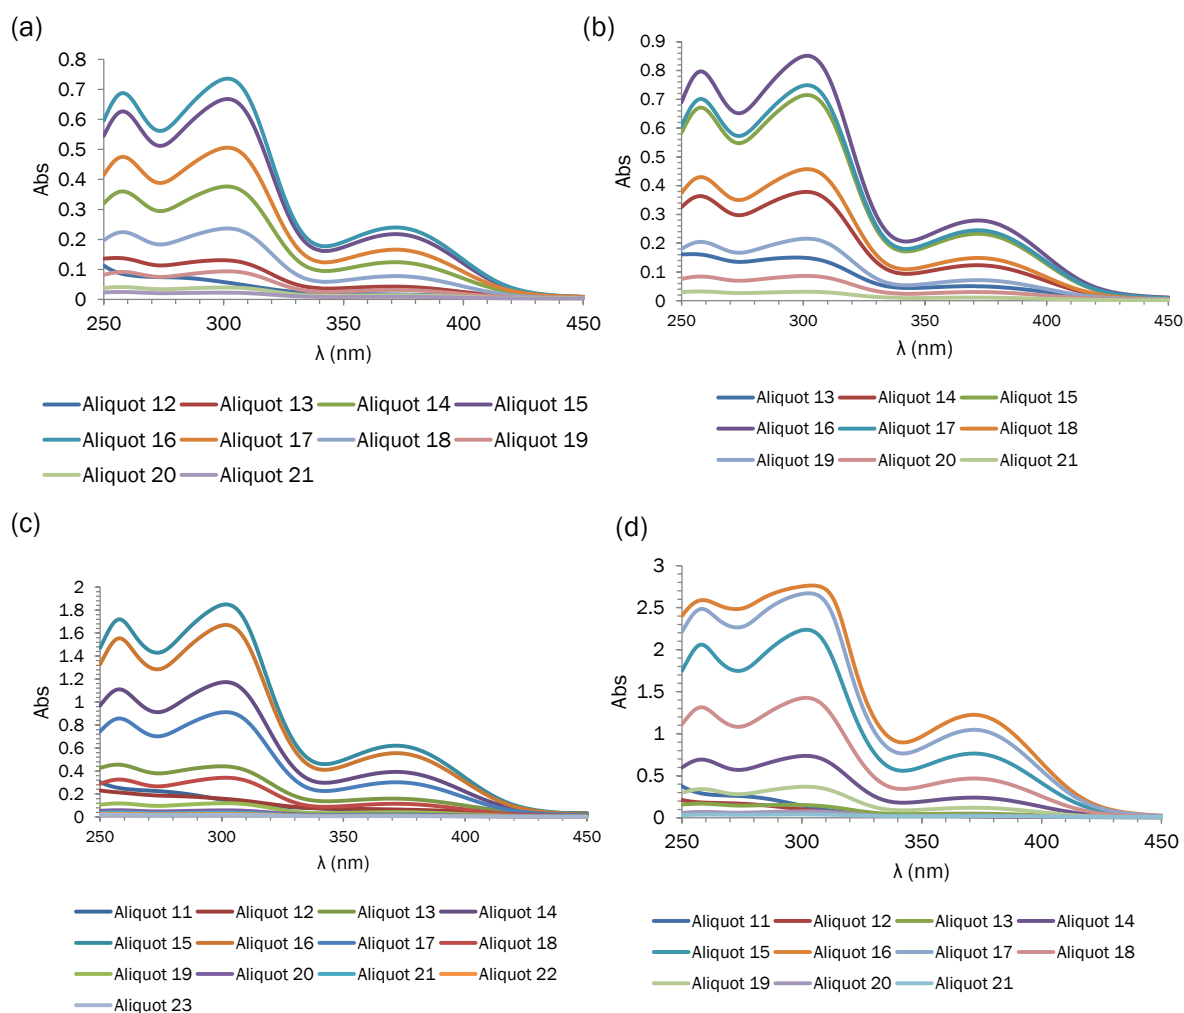 (a)
0.8
0.7
0.6
0.5
0.4
0.3
0.2
0.1
0
Abs
250 300 350 400 450
λ (nm)
Aliquot 12 Aliquot 13 Aliquot 14 Aliquot 15
Aliquot 16 Aliquot 17 Aliquot 18 Aliquot 19
Aliquot 20 Aliquot 21
(b)
0.9
0.8
0.7
0.6
0.5
0.4
0.3
0.2
0.1
0
Abs
250 300 350 400 450
λ (nm)
Aliquot 13 Aliquot 14 Aliquot 15
Aliquot 16 Aliquot 17 Aliquot 18
Aliquot 19 Aliquot 20 Aliquot 21
(c)
2
1.8
1.6
1.4
1.2
1
0.8
0.6
0.4
0.2
0
Abs
250 300 350 400 450
λ (nm)
Aliquot 11 Aliquot 12 Aliquot 13 Aliquot 14
Aliquot 15 Aliquot 16 Aliquot 17 Aliquot 18
Aliquot 19 Aliquot 20 Aliquot 21 Aliquot 22
Aliquot 23
(d)
3
2.5
2
1.5
1
0.5
0
Abs
250 300 350 400 450
λ (nm)
Aliquot 11 Aliquot 12 Aliquot 13 Aliquot 14
Aliquot 15 Aliquot 16 Aliquot 17 Aliquot 18
Aliquot 19 Aliquot 20 Aliquot 21